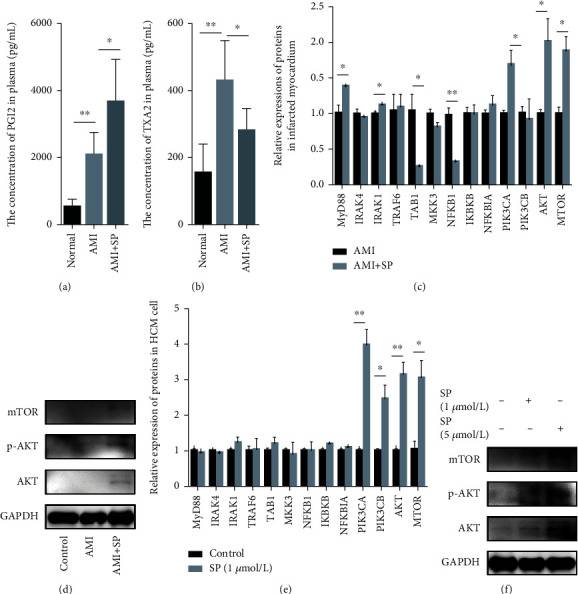 The concentration of PGI2 in plasma (pg/mL)
6000
4000
2000
0
**
*
Normal
AMI
AMI+SP
(a)
The concentration of TXA2 in plasma (pg/mL)
600
400
200
0
**
*
Normal
AMI
AMI+SP
(b)
Relative expressions of proteins
in infarcted myocardium
2.5
2.0
1.5
0.5
0.0
*
*
*
**
*
*
*
MyD88
IRAK4
IRAK1
TRAF6
TAB1
MKK3
NFKB1
IKBKB
NFKBIA
PIK3CA
PIK3CB
AKT
MTOR
AMI
AMI+SP
(c)
mTOR
p-AKT
AKT
GAPDH
Control
AMI
AMI+SP
(d)
Relative expression of proteins in HCM cell
5
4
3
2
1
0
**
*
**
*
MyD88
IRAK4
IRAK1
TRAF6
TAB1
MKK3
NFKB1
IKBKB
NFKBIA
PIK3CA
PIK3CB
AKT
MTOR
Control
SP (1 μmol/L)
(e)
SP
(1 μmol/L)
– + –
SP
(5 μmol/L)
– – +
mTOR
p-AKT
AKT
GAPDH
(f)